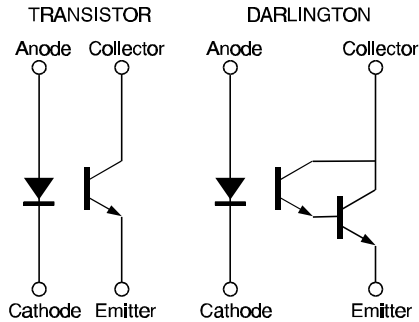 TRANSISTOR DARLINGTON
Anode Collector Anode Collector
Cathode Emitter Cathode Emitter